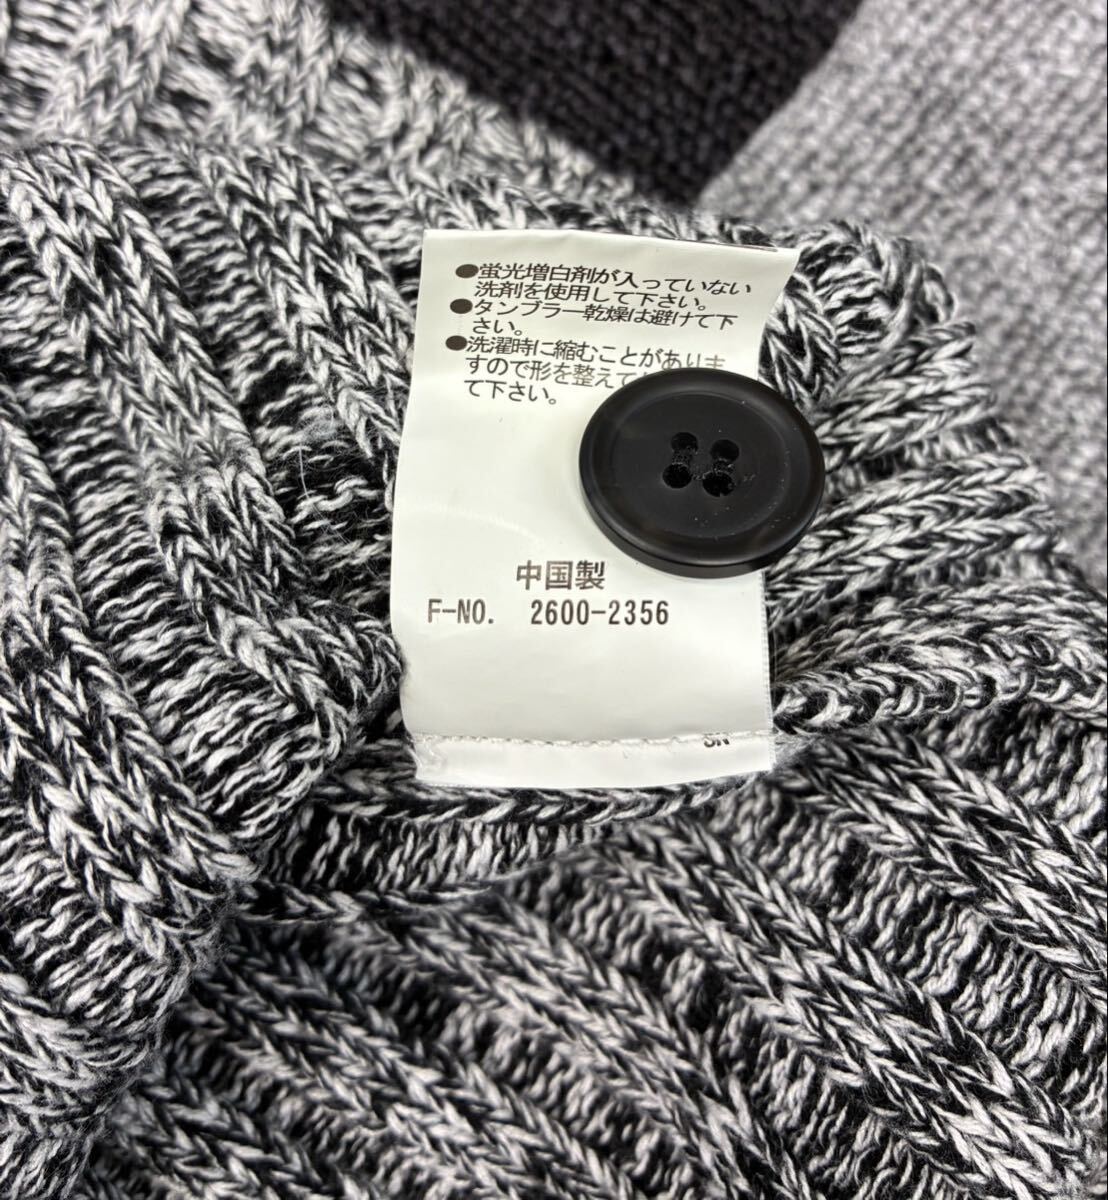 ●蛍光増白剤が入っていない
洗剤を使用して下さい。
●タンブラー乾燥は避けて下
さい。
●洗濯時に縮むことがありま
すので形を整えて
て下さい。
中国製
F-NO. 2600-2356